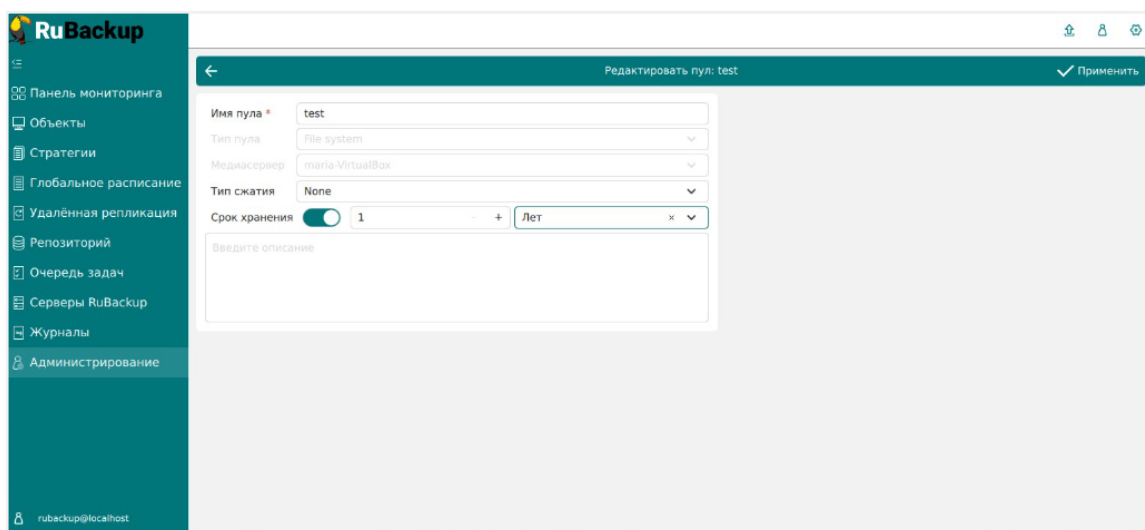 RuBackup
Редактировать пул: test
Применить
Панель мониторинга
Объекты
Стратегии
Глобальное расписание
Удалённая репликация
Репозиторий
Очередь задач
Серверы RuBackup
Журналы
Администрирование
rubackup@localhost
Имя пула * test
Тип пула File system
Медиасервер maria-VirtualBox
Тип сжатия None
Срок хранения 1 - + Лет ×
Введите описание